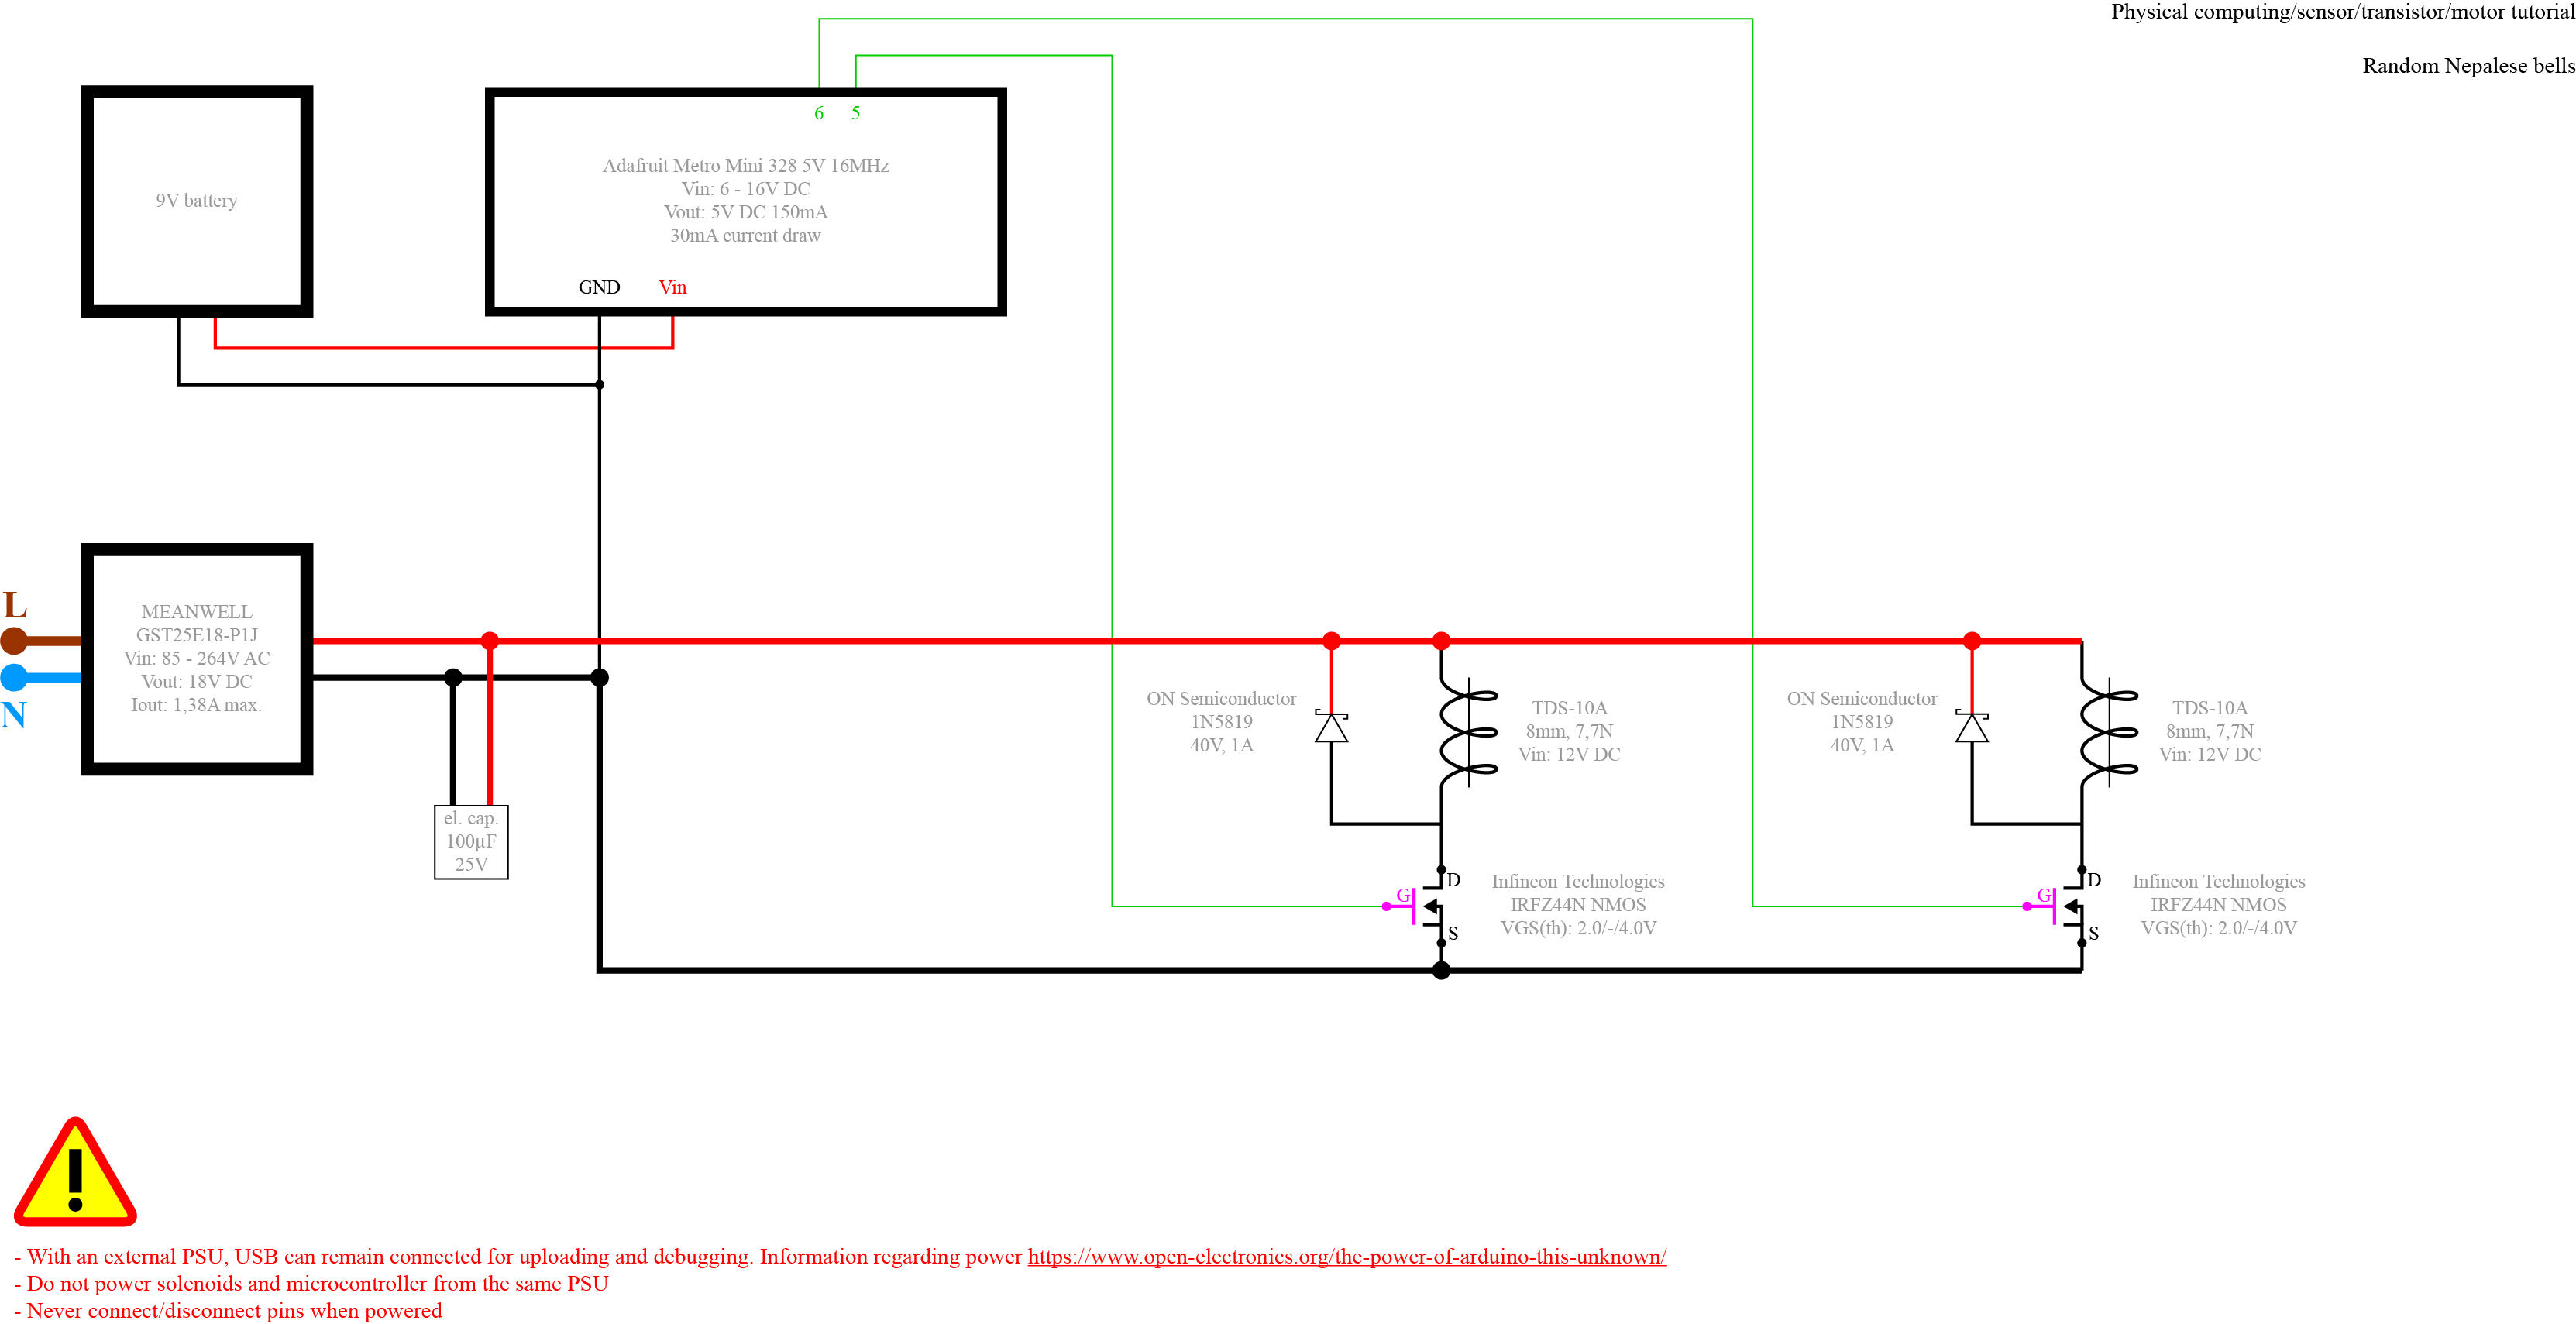 Physical computing/sensor/transistor/motor tutorial
Random Nepalese bells
6 5
9V battery
Adafruit Metro Mini 328 5V 16MHz
Vin: 6 - 16V DC
Vout: 5V DC 150mA
30mA current draw
GND Vin
L
N
MEANWELL
GST25E18-P1J
Vin: 85 - 264V AC
Vout: 18V DC
Iout: 1,38A max.
el. cap.
100µF
25V
ON Semiconductor
1N5819
40V, 1A
TDS-10A
8mm, 7,7N
Vin: 12V DC
G
D
S
Infineon Technologies
IRFZ44N NMOS
VGS(th): 2.0/-/4.0V
ON Semiconductor
1N5819
40V, 1A
TDS-10A
8mm, 7,7N
Vin: 12V DC
G
D
S
Infineon Technologies
IRFZ44N NMOS
VGS(th): 2.0/-/4.0V
- With an external PSU, USB can remain connected for uploading and debugging. Information regarding power https://www.open-electronics.org/the-power-of-arduino-this-unknown/
- Do not power solenoids and microcontroller from the same PSU
- Never connect/disconnect pins when powered